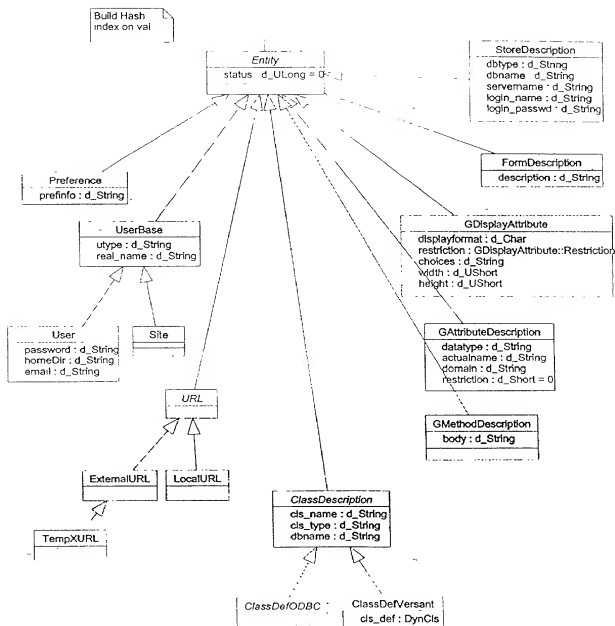 Build Hash
index on val
Entity
status d_ULong = 0
StoreDescription
dbtype : d_String
dbname d_String
servername : d_String
login_name : d_String
login_passwd : d_String
FormDescription
description : d_String
Preference
prefinfo : d_String
UserBase
utype : d_String
real_name : d_String
GDisplayAttribute
displayformat : d_Char
restriction : GDisplayAttribute::Restriction
choices : d_String
width : d_UShort
height : d_UShort
User
password : d_String
homeDir : d_String
email : d_String
Site
GAttributeDescription
datatype : d_String
actualname : d_String
domain : d_String
restriction : d_Short = 0
URL
GMethodDescription
body : d_String
ExternalURL
LocalURL
ClassDescription
cls_name : d_String
cls_type : d_String
dbname : d_String
TempXURL
ClassDefODBC
ClassDefVersant
cls_def : DynCls